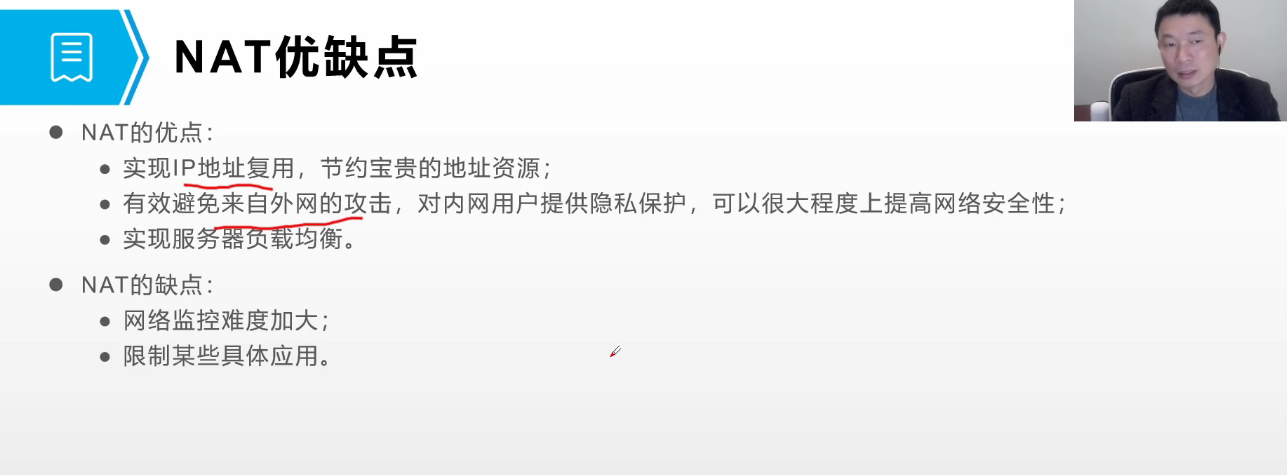 NAT优缺点
NAT的优点：
实现IP地址复用，节约宝贵的地址资源；
有效避免来自外网的攻击，对内网用户提供隐私保护，可以很大程度上提高网络安全性；
实现服务器负载均衡。
NAT的缺点：
网络监控难度加大；
限制某些具体应用。